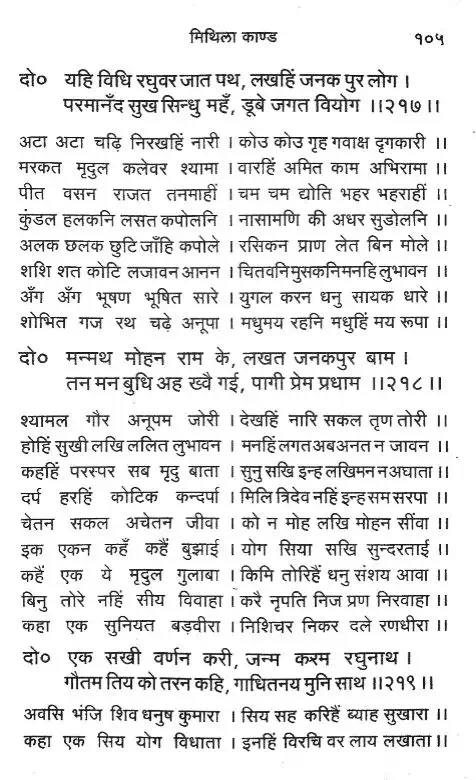 मिथिला काण्ड १०५
दो० यहि विधि रघुवर जात पथ, लखहिं जनक पुर लोग ।
परमानँद सुख सिन्धु महँ, डूबे जगत वियोग ।।२१७।।
अटा अटा चढ़ि निरखहिं नारी । कोउ कोउ गृह गवाक्ष दृगकारी ।।
मरकत मृदुल कलेवर श्यामा । वारहिं अमित काम अभिरामा ।।
पीत वसन राजत तनमाहीं । चम चम द्योति भहर भहराहीं ।।
कुंडल हलकनि लसत कपोलनि । नासामणि की अधर सुडोलनि ।।
अलक छलक छुटि जाँहि कपोले । रसिकन प्राण लेत बिन मोले ।।
शशि शत कोटि लजावन आनन । चितवनिमुसकनिमनहि लुभावन ।।
अँग अँग भूषण भूषित सारे । युगल करन धनु सायक धारे ।।
शोभित गज रथ चढ़े अनूपा । मधुमय रहनि मधुहिं मय रूपा ।।
दो० मन्मथ मोहन राम के, लखत जनकपुर बाम ।
तन मन बुधि अह ख्वै गई, पागी प्रेम प्रधाम ।।२१८।।
श्यामल गौर अनूपम जोरी । देखहिं नारि सकल तृण तोरी ।।
होहिं सुखी लखि ललित लुभावन । मनहिं लगत अब अनत न जावन ।।
कहहिं परस्पर सब मृदु बाता । सुनु सखि इन्ह लखि मन न अघाता ।।
दर्प हरहिं कोटिक कन्दर्पा । मिलि त्रिदेव नहिं इन्ह सम सरपा ।।
चेतन सकल अचेतन जीवा । को न मोह लखि मोहन सींवा ।।
इक एकन कहँ कहैं बुझाई । योग सिया सखि सुन्दरताई ।।
कहैं एक ये मृदुल गुलाबा । किमि तोरिहैं धनु संशय आवा ।।
बिनु तोरे नहिं सीय विवाहा । करै नृपति निज प्रण निरवाहा ।।
कहा एक सुनियत बड़वीरा । निशिचर निकर दले रणधीरा ।।
दो० एक सखी वर्णन करी, जन्म करम रघुनाथ ।
गौतम तिय को तरन कहि, गाधितनय मुनि साथ ।।२१९।।
अवसि भंजि शिव धनुष कुमारा । सिय सह करिहैं ब्याह सुखारा ।।
कहा एक सिय योग विधाता । इनहिं विरचि वर लाय लखाता ।।